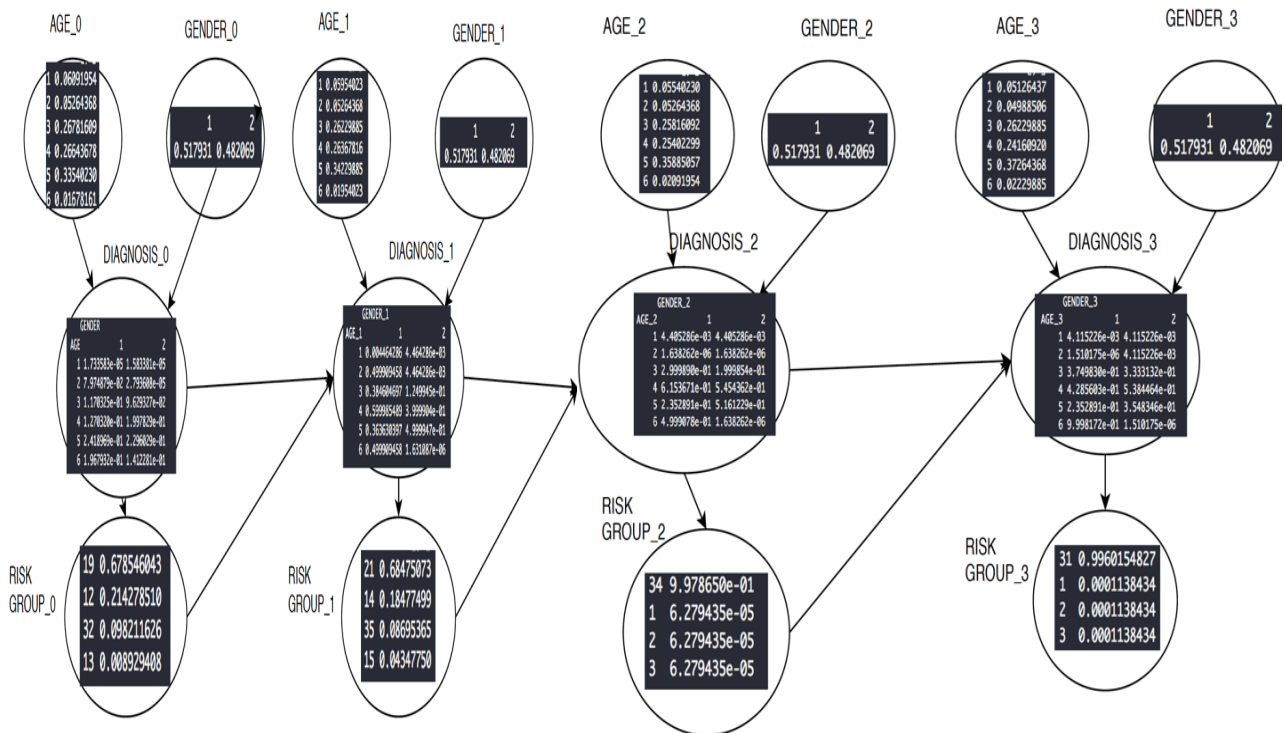 AGE_0
1 0.06091954
2 0.05264368
3 0.26781609
4 0.26643678
5 0.33540230
6 0.01678161
GENDER_0
1 2
0.517931 0.482069
AGE_1
1 0.05954023
2 0.05264368
3 0.26229885
4 0.26367816
5 0.34229885
6 0.01954023
GENDER_1
1 2
0.517931 0.482069
AGE_2
1 0.05540230
2 0.05264368
3 0.25816092
4 0.25402299
5 0.35885057
6 0.02091954
GENDER_2
1 2
0.517931 0.482069
AGE_3
1 0.05126437
2 0.04988506
3 0.26229885
4 0.24160920
5 0.37264368
6 0.02229885
GENDER_3
1 2
0.517931 0.482069
DIAGNOSIS_0
GENDER
AGE 1 2
1 1.733583e-05 1.583381e-05
2 7.974879e-02 2.793608e-05
3 1.170325e-01 9.629327e-02
4 1.270320e-01 1.997829e-01
5 2.418969e-01 2.296029e-01
6 1.967932e-01 1.412281e-01
DIAGNOSIS_1
GENDER_1
AGE_1 1 2
1 0.004464286 4.464286e-03
2 0.499909458 4.464286e-03
3 0.384604697 1.249945e-01
4 0.599985489 3.999904e-01
5 0.363630397 4.999947e-01
6 0.499909458 1.631087e-06
DIAGNOSIS_2
GENDER_2
AGE_2 1 2
1 4.405286e-03 4.405286e-03
2 1.638262e-06 1.638262e-06
3 2.999890e-01 1.999854e-01
4 6.153671e-01 5.454362e-01
5 2.352891e-01 5.161229e-01
6 4.999078e-01 1.638262e-06
DIAGNOSIS_3
GENDER_3
AGE_3 1 2
1 4.115226e-03 4.115226e-03
2 1.510175e-06 4.115226e-03
3 3.749830e-01 3.333132e-01
4 4.285603e-01 5.384464e-01
5 2.352891e-01 3.548346e-01
6 9.998172e-01 1.510175e-06
RISK
GROUP_0
19 0.678546043
12 0.214278510
32 0.098211626
13 0.008929408
RISK
GROUP_1
21 0.68475073
14 0.18477499
35 0.08695365
15 0.04347750
RISK
GROUP_2
34 9.978650e-01
1 6.279435e-05
2 6.279435e-05
3 6.279435e-05
RISK
GROUP_3
31 0.9960154827
1 0.0001138434
2 0.0001138434
3 0.0001138434